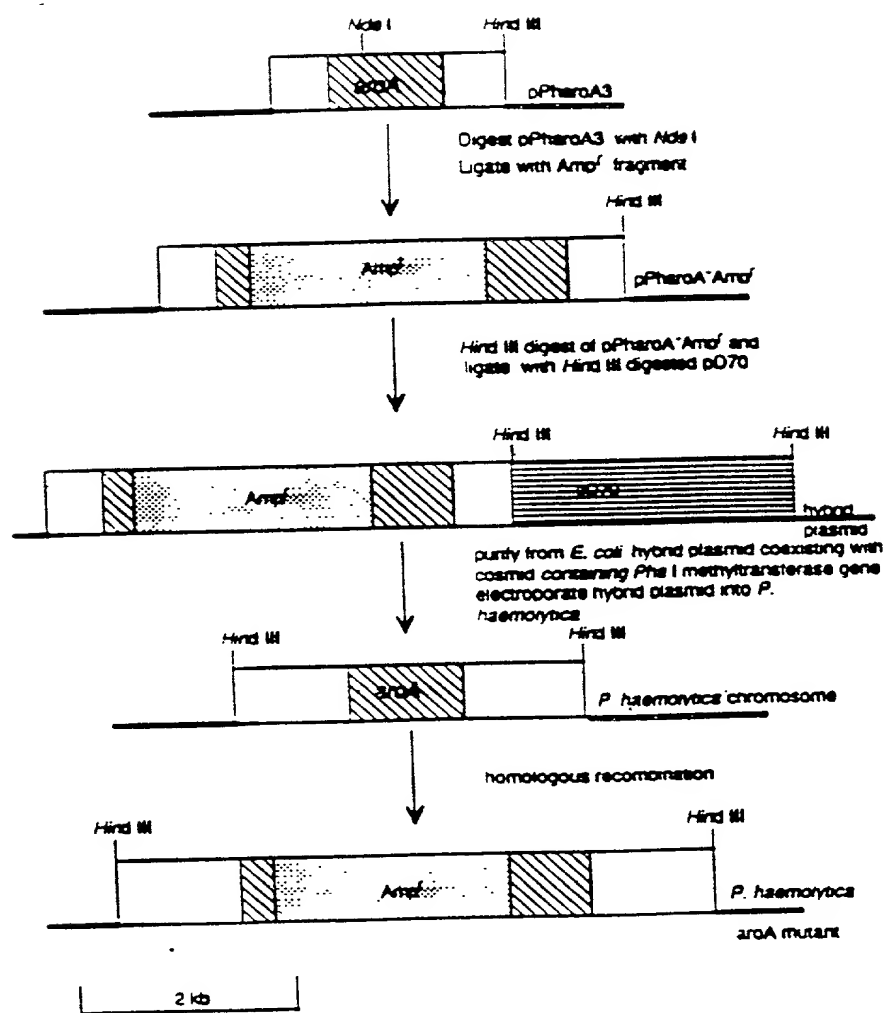 Nde I
Hind III
aroA
pPharoA3
Digest pPharoA3 with Nde I
Ligate with Ampʳ fragment
Hind III
Ampʳ
pPharoA⁻Ampʳ
Hind III digest of pPharoA⁻Ampʳ and
ligate with Hind III digested pD70
Hind III
Hind III
Ampʳ
pD70
hybrid
plasmid
purify from E. coli hybrid plasmid coexisting with
cosmid containing Pha I methyltransferase gene
electroporate hybrid plasmid into P.
haemolytica
Hind III
Hind III
aroA
P. haemolytica chromosome
homologous recombination
Hind III
Hind III
Ampʳ
P. haemolytica
aroA mutant
2 kb